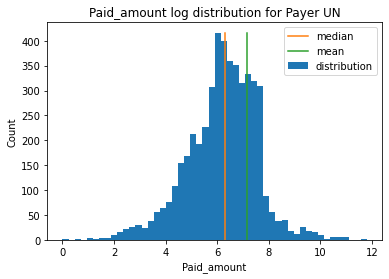 Paid_amount log distribution for Payer UN
median
mean
distribution
Count
400
350
300
250
200
150
100
50
0
0 2 4 6 8 10 12
Paid_amount